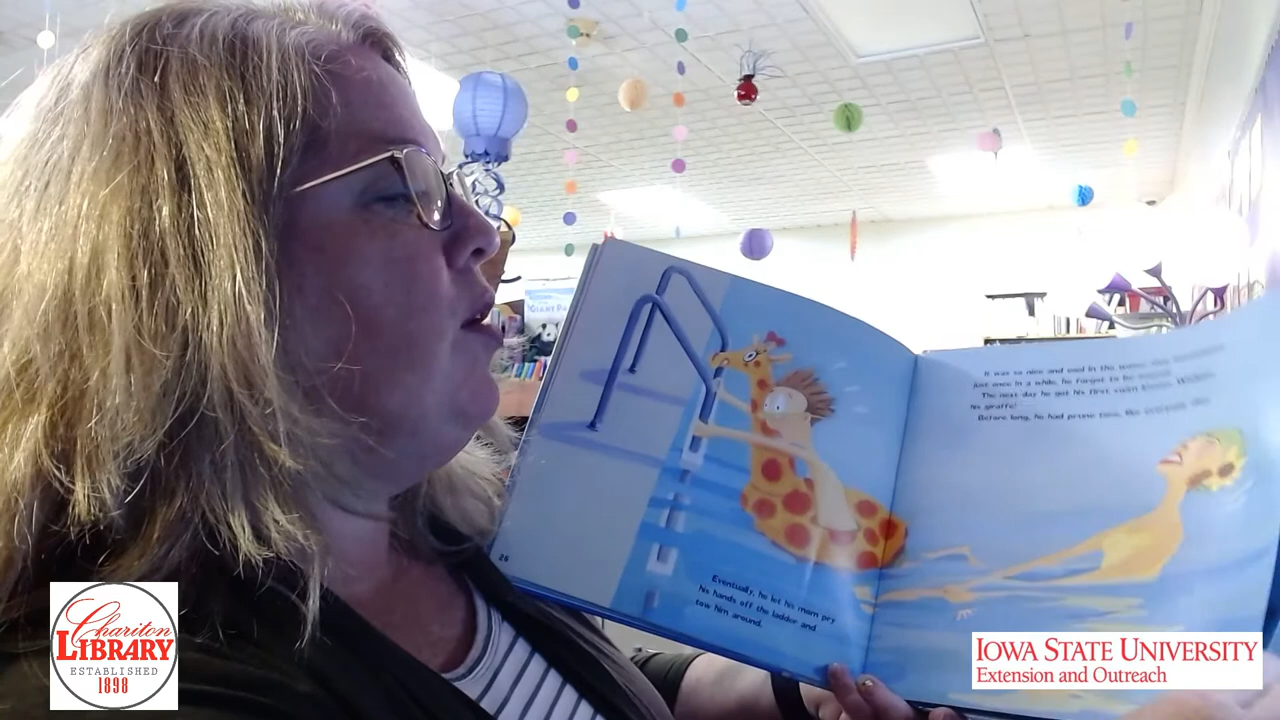 GIANT PA
It was so nice and cool in the water
just once in a while, he forgot to be
The next day he got his first swim
his giraffe!
Before long, he had prune toes,
26
Eventually, he let his mom pry
his hands off the ladder and
tow him around.
Chariton
LIBRARY
ESTABLISHED
1898
IOWA STATE UNIVERSITY
Extension and Outreach